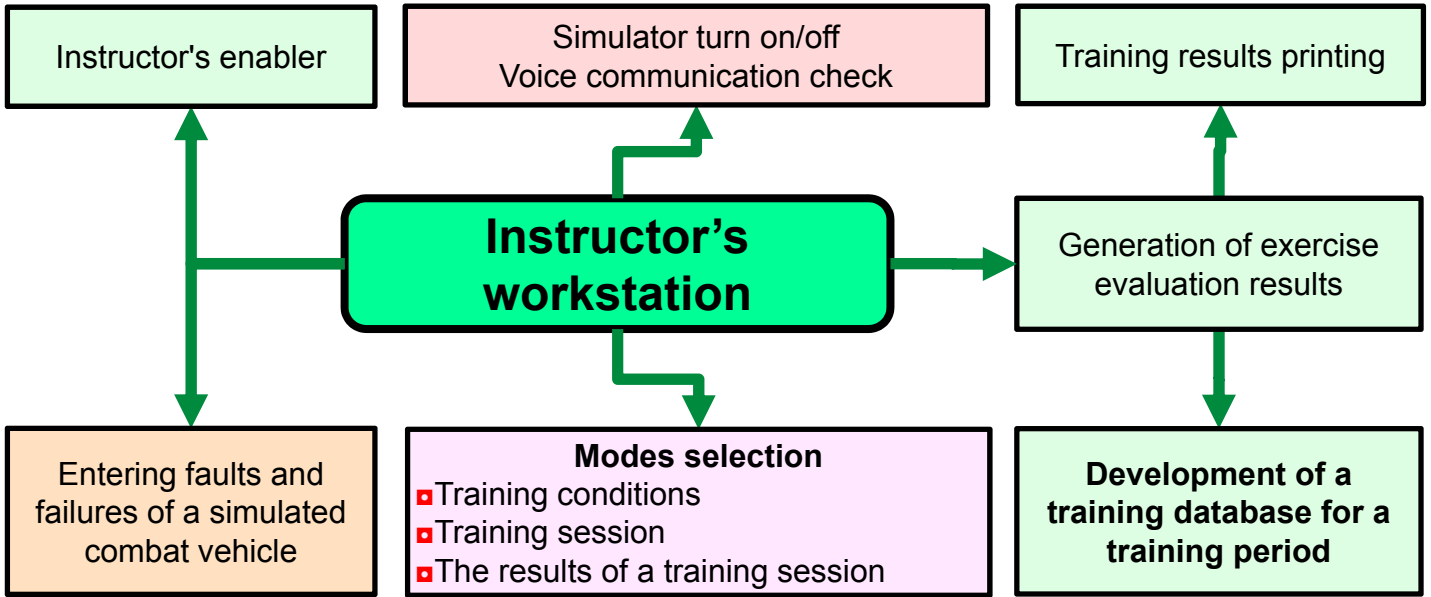 Instructor's enabler
Simulator turn on/off
Voice communication check
Training results printing
Instructor’s
workstation
Generation of exercise
evaluation results
Entering faults and
failures of a simulated
combat vehicle
Modes selection
Training conditions
Training session
The results of a training session
Development of a
training database for a
training period